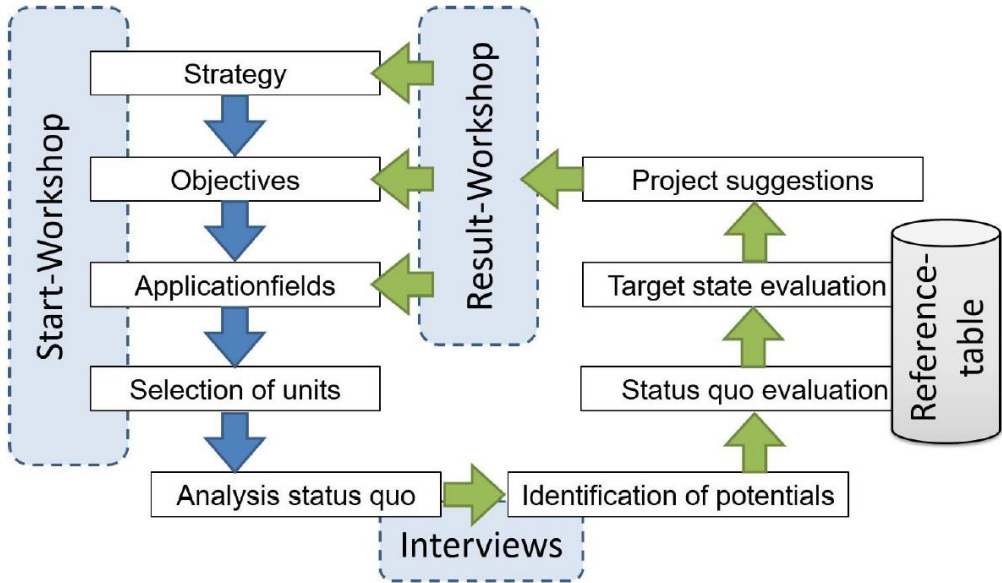 Start-Workshop
Strategy
Objectives
Applicationfields
Selection of units
Analysis status quo
Interviews
Identification of potentials
Status quo evaluation
Target state evaluation
Project suggestions
Result-Workshop
Reference-
table